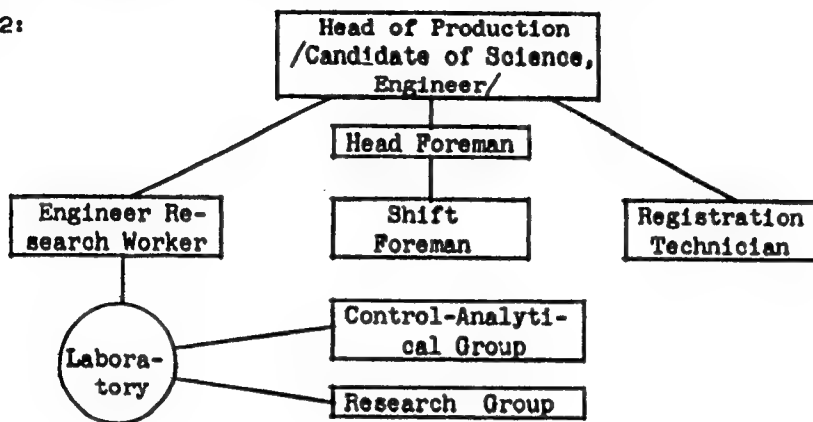 2:
Head of Production
/Candidate of Science,
Engineer/
Head Foreman
Engineer Re-
search Worker
Shift
Foreman
Registration
Technician
Labora-
tory
Control-Analyti-
cal Group
Research Group